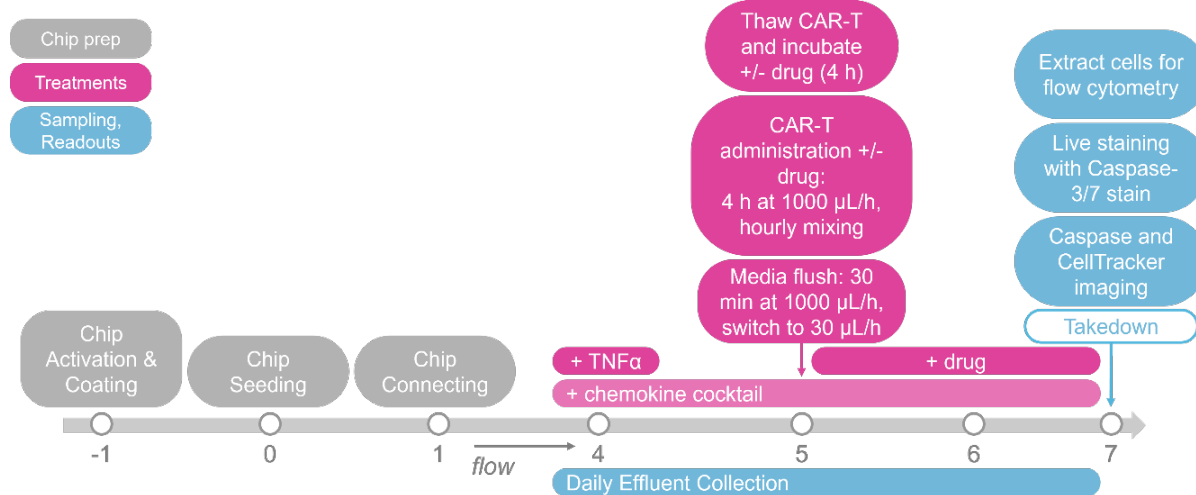 Chip prep
Treatments
Sampling,
Readouts
Thaw CAR-T
and incubate
+/- drug (4 h)
CAR-T
administration +/-
drug:
4 h at 1000 µL/h,
hourly mixing
Media flush: 30
min at 1000 µL/h,
switch to 30 µL/h
Extract cells for
flow cytometry
Live staining
with Caspase-
3/7 stain
Caspase and
CellTracker
imaging
Takedown
Chip
Activation &
Coating
Chip
Seeding
Chip
Connecting
+ TNFα
+ drug
+ chemokine cocktail
-1
0
1
flow
4
5
6
7
Daily Effluent Collection